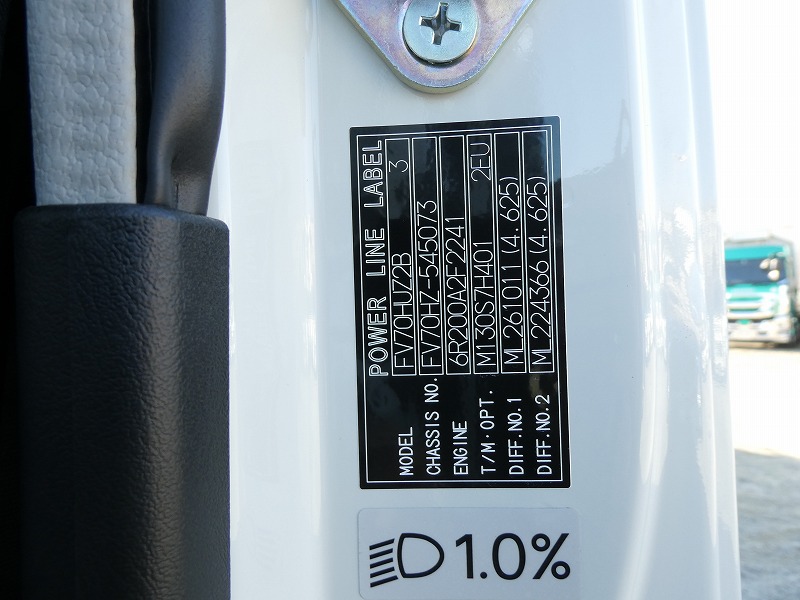 POWER LINE LABEL
MODEL FV70HUZ2B 3
CHASSIS NO. FV70HZ-545073
ENGINE 6R200A2F2241
T/M·OPT. M130S7H401 2EU
DIFF.NO.1 ML261011(4.625)
DIFF.NO.2 ML224366(4.625)
1.0%